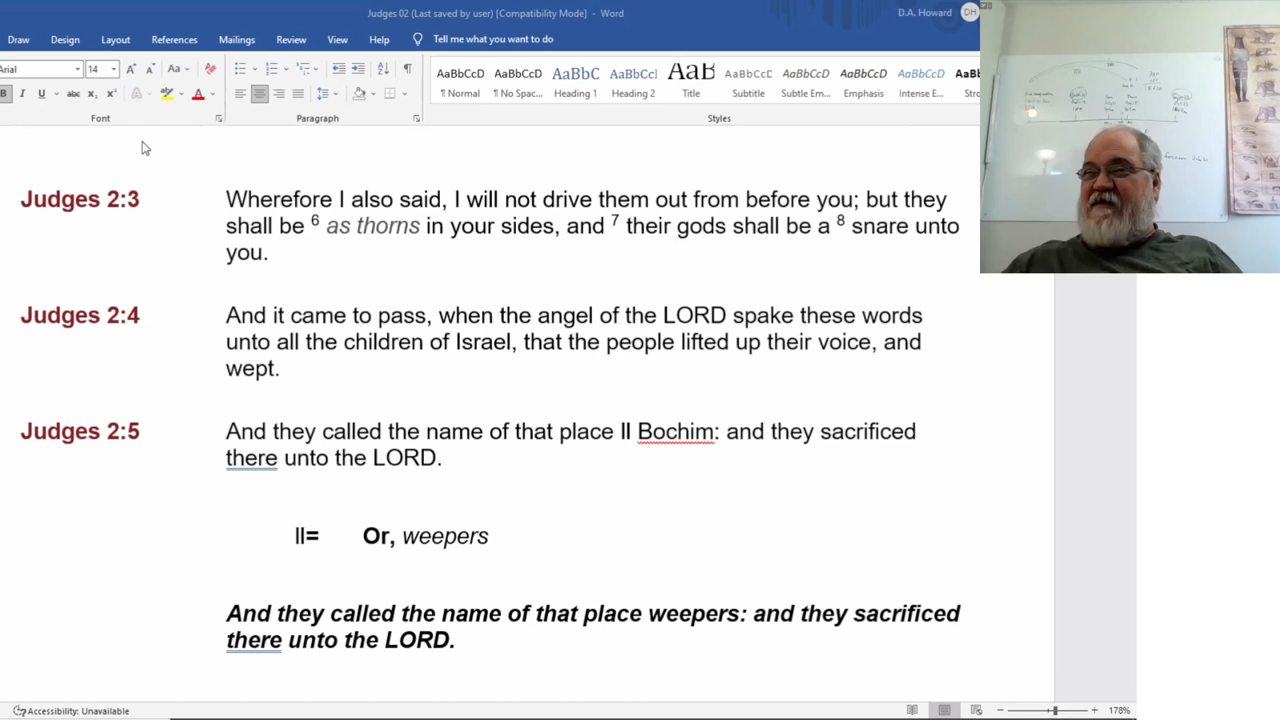 Judges 02 (Last saved by user) [Compatibility Mode] - Word
D.A. Howard
DH
Draw Design Layout References Mailings Review View Help Tell me what you want to do
Arial 14 Aa
AaBbCcD AaBbCcD AaBbC AaBbCc AaB AaBbCcD AaBbCcD AaBbCcD AaBbCcD AaBb
B I U abc x₂ x² A A
¶ Normal ¶ No Spac... Heading 1 Heading 2 Title Subtitle Subtle Em... Emphasis Intense E... Stro
Font Paragraph Styles
Judges 2:3 Wherefore I also said, I will not drive them out from before you; but they
shall be ⁶ as thorns in your sides, and ⁷ their gods shall be a ⁸ snare unto
you.
Judges 2:4 And it came to pass, when the angel of the LORD spake these words
unto all the children of Israel, that the people lifted up their voice, and
wept.
Judges 2:5 And they called the name of that place ll Bochim: and they sacrificed
there unto the LORD.
ll= Or, weepers
And they called the name of that place weepers: and they sacrificed
there unto the LORD.
Accessibility: Unavailable
178%